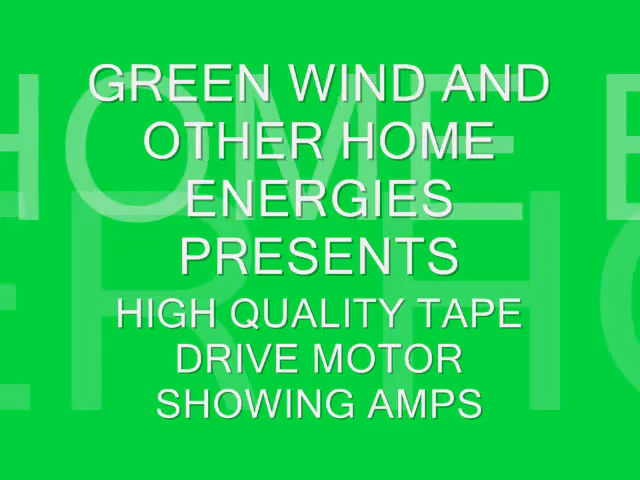 GREEN WIND AND
OTHER HOME
ENERGIES
PRESENTS
HIGH QUALITY TAPE
DRIVE MOTOR
SHOWING AMPS